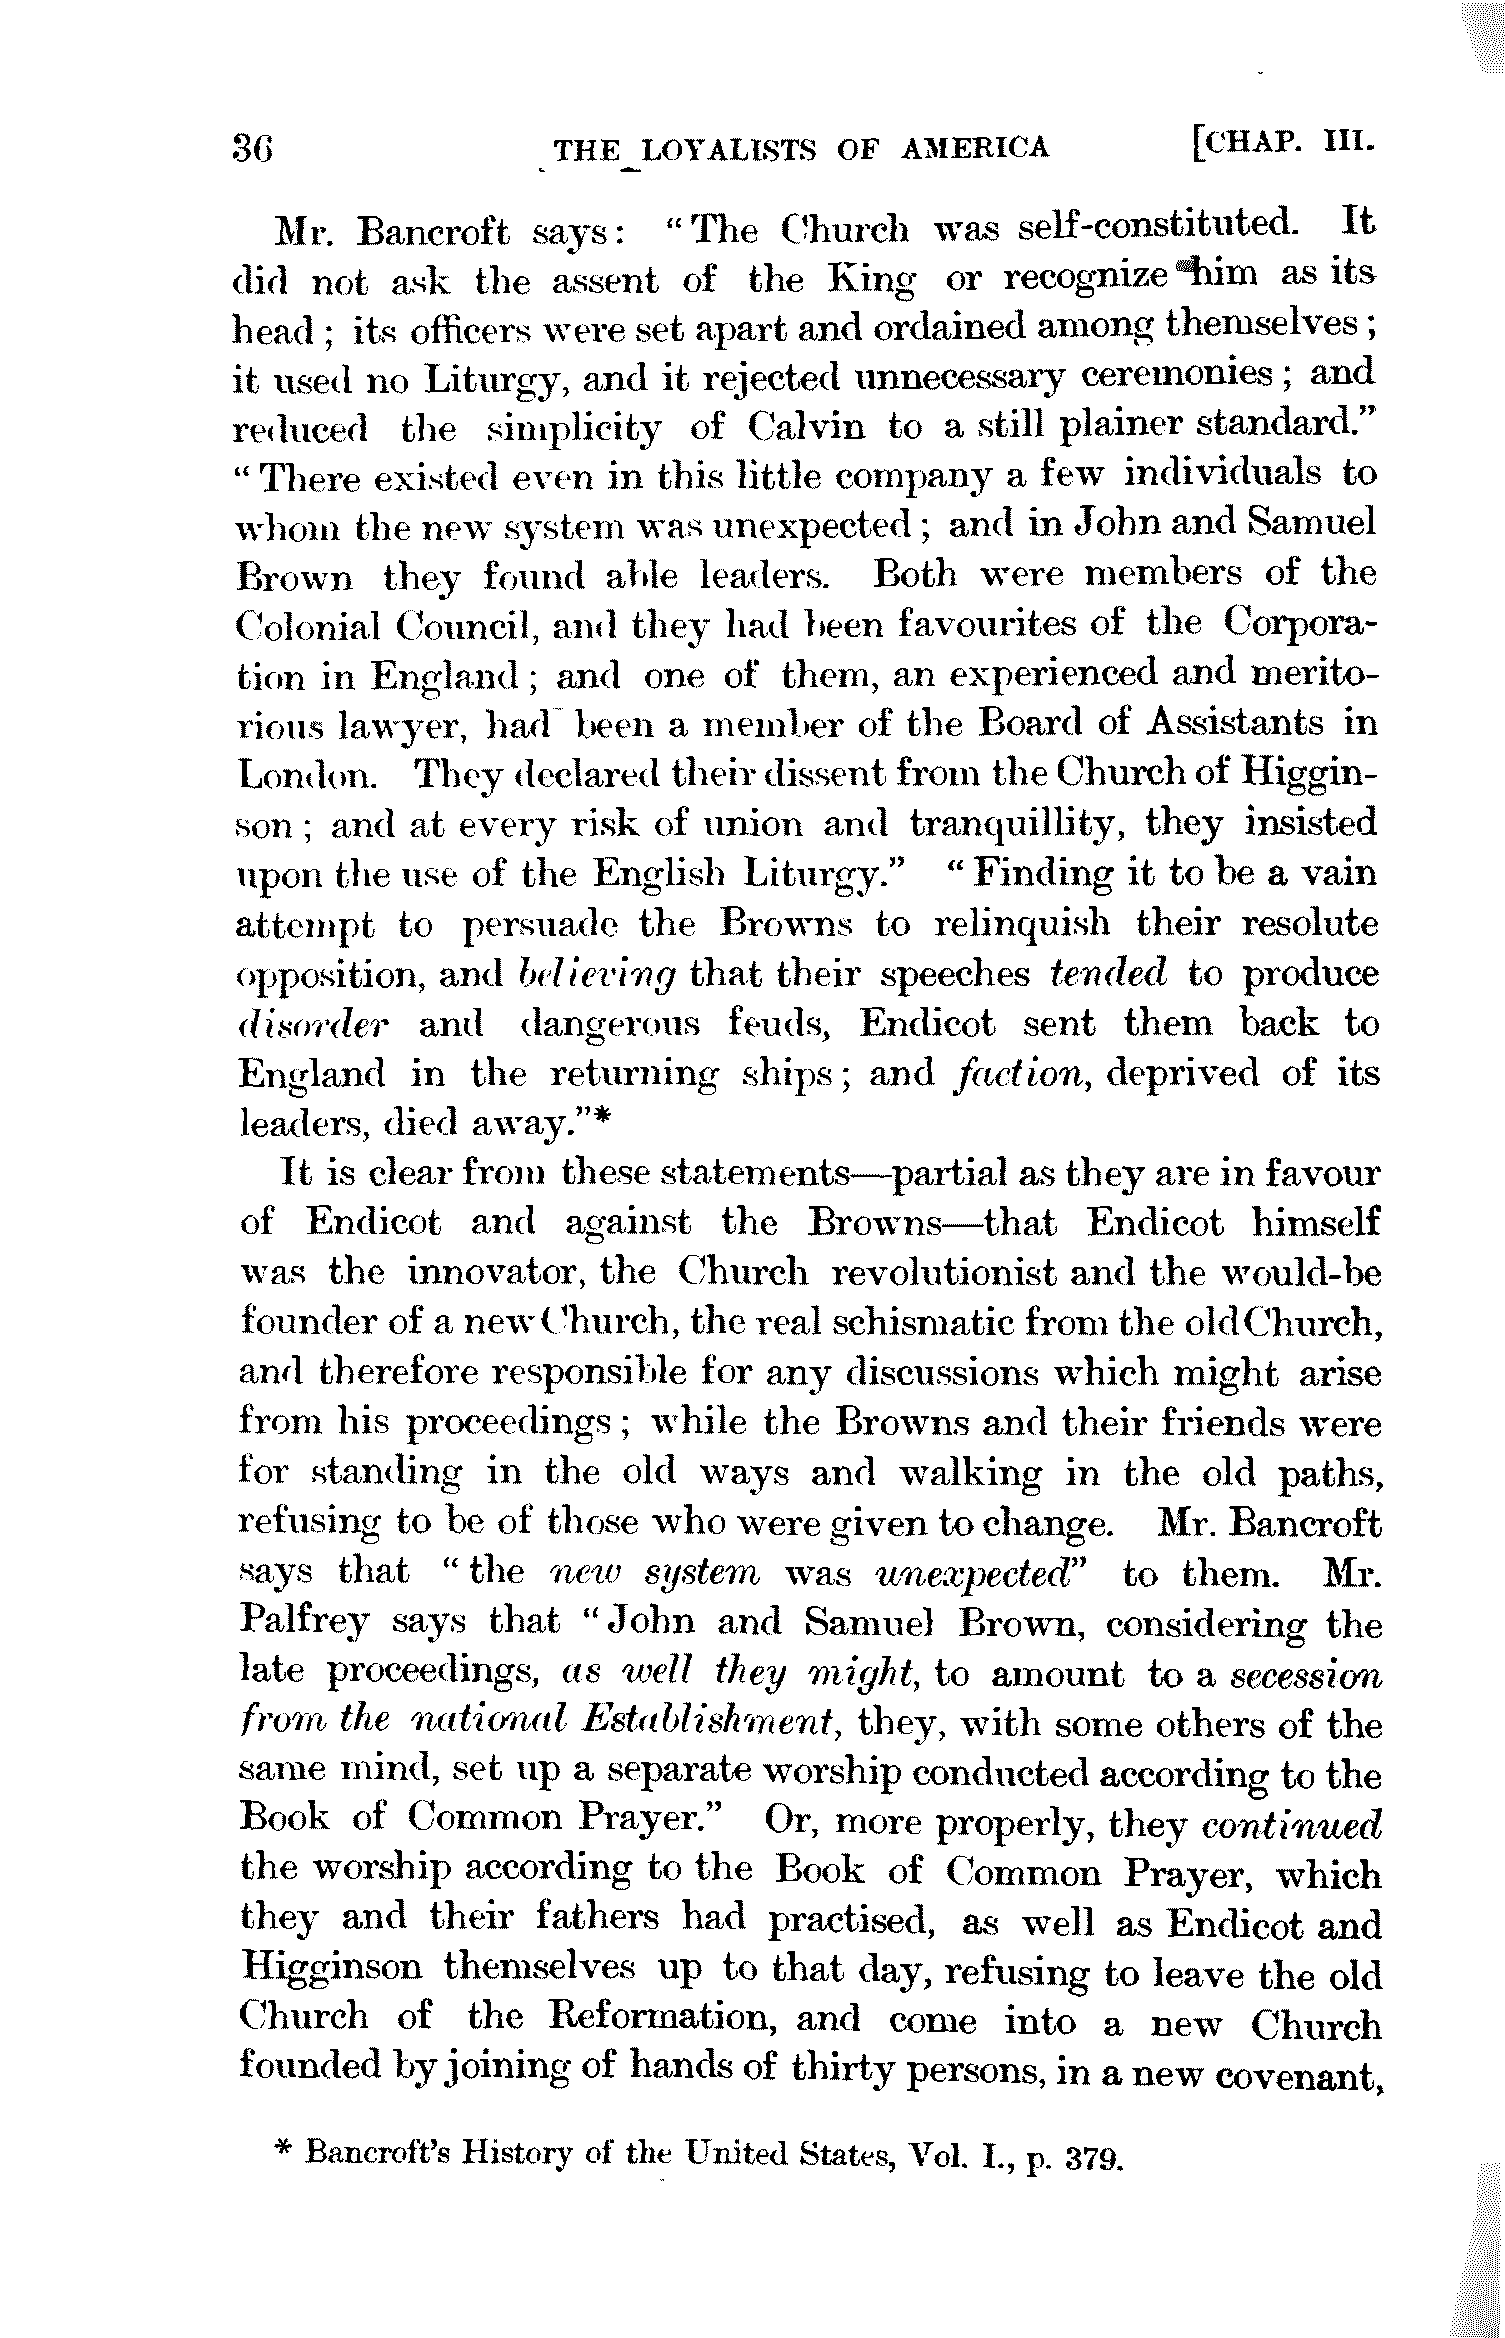 36 THE LOYALISTS OF AMERICA [CHAP. III.
Mr. Bancroft says: "The Church was self-constituted. It
did not ask the assent of the King or recognize him as its
head; its officers were set apart and ordained among themselves;
it used no Liturgy, and it rejected unnecessary ceremonies; and
reduced the simplicity of Calvin to a still plainer standard."
"There existed even in this little company a few individuals to
whom the new system was unexpected; and in John and Samuel
Brown they found able leaders. Both were members of the
Colonial Council, and they had been favourites of the Corpora-
tion in England; and one of them, an experienced and merito-
rious lawyer, had been a member of the Board of Assistants in
London. They declared their dissent from the Church of Higgin-
son; and at every risk of union and tranquillity, they insisted
upon the use of the English Liturgy." "Finding it to be a vain
attempt to persuade the Browns to relinquish their resolute
opposition, and believing that their speeches tended to produce
disorder and dangerous feuds, Endicot sent them back to
England in the returning ships; and faction, deprived of its
leaders, died away."*
It is clear from these statements—partial as they are in favour
of Endicot and against the Browns—that Endicot himself
was the innovator, the Church revolutionist and the would-be
founder of a new Church, the real schismatic from the old Church,
and therefore responsible for any discussions which might arise
from his proceedings; while the Browns and their friends were
for standing in the old ways and walking in the old paths,
refusing to be of those who were given to change. Mr. Bancroft
says that "the new system was unexpected" to them. Mr.
Palfrey says that "John and Samuel Brown, considering the
late proceedings, as well they might, to amount to a secession
from the national Establishment, they, with some others of the
same mind, set up a separate worship conducted according to the
Book of Common Prayer." Or, more properly, they continued
the worship according to the Book of Common Prayer, which
they and their fathers had practised, as well as Endicot and
Higginson themselves up to that day, refusing to leave the old
Church of the Reformation, and come into a new Church
founded by joining of hands of thirty persons, in a new covenant,
* Bancroft's History of the United States, Vol. I., p. 379.